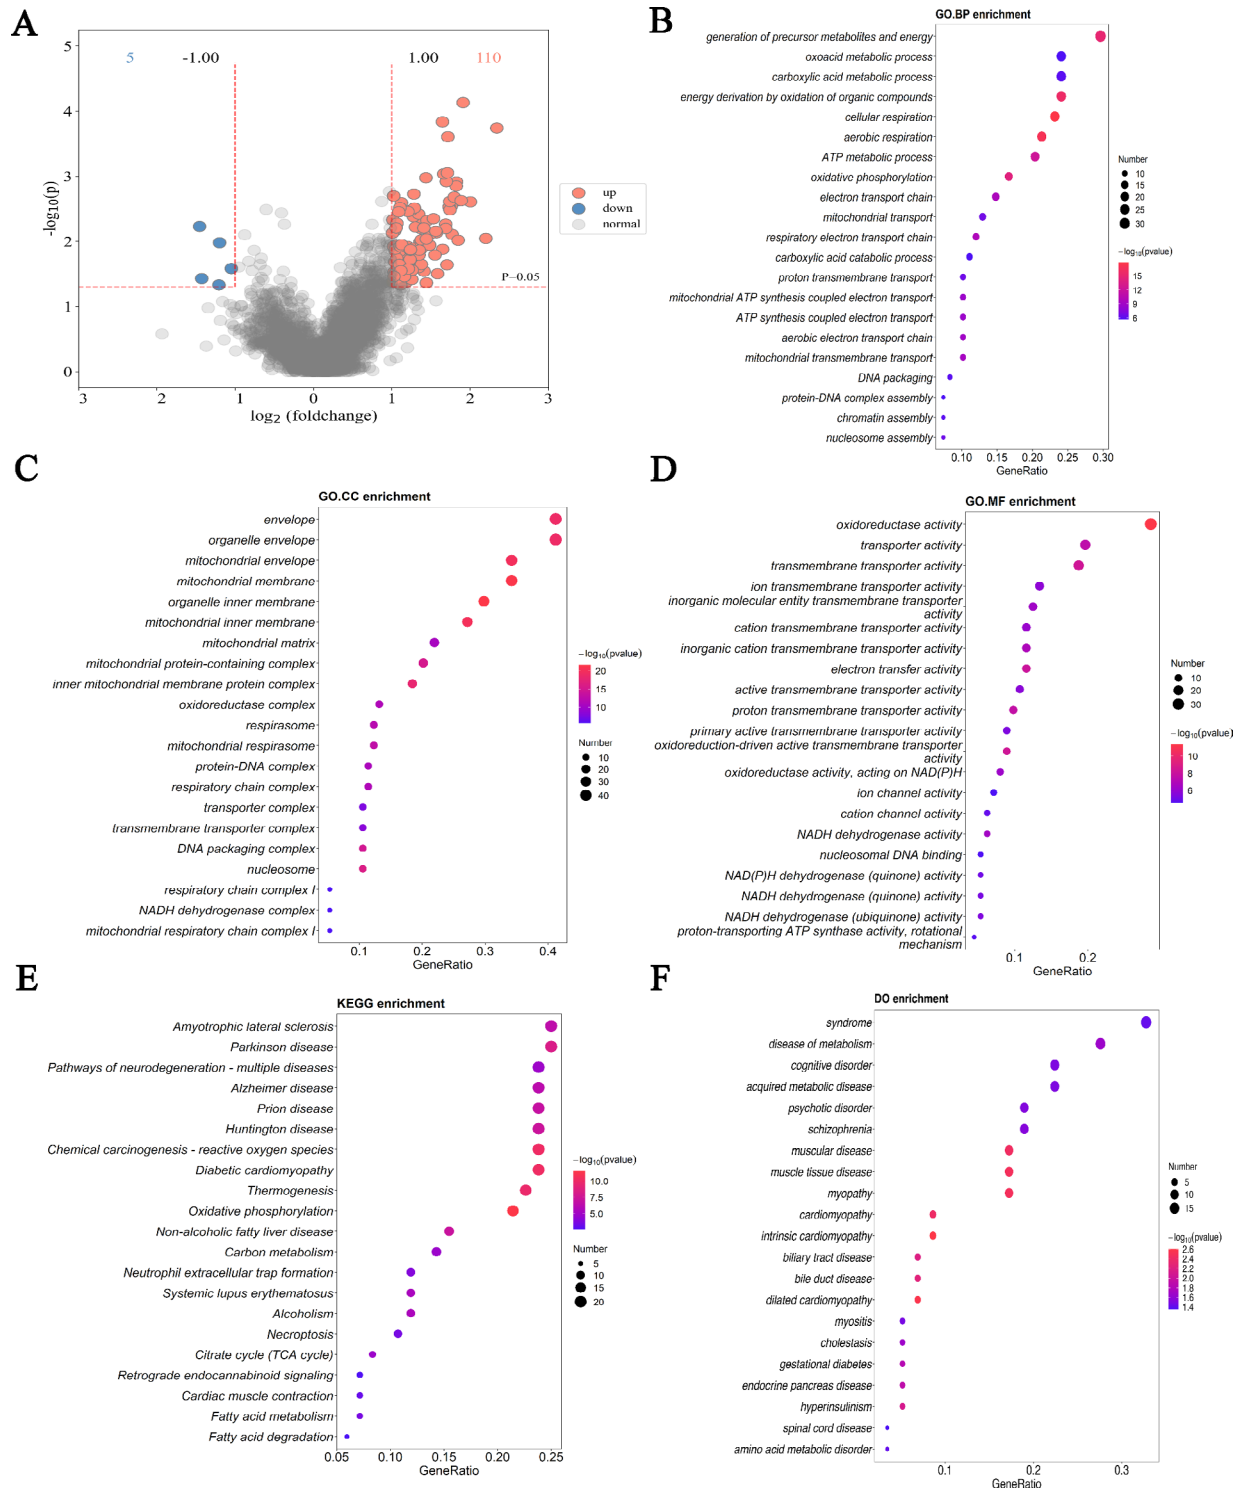 A
5
-1.00
1.00
110
5
4
3
2
1
0
-log10(p)
P=0.05
3
2
1
0
1
2
3
log2 (foldchange)
up
down
normal
B
GO.BP enrichment
generation of precursor metabolites and energy
oxoacid metabolic process
carboxylic acid metabolic process
energy derivation by oxidation of organic compounds
cellular respiration
aerobic respiration
ATP metabolic process
oxidative phosphorylation
electron transport chain
mitochondrial transport
respiratory electron transport chain
carboxylic acid catabolic process
proton transmembrane transport
mitochondrial ATP synthesis coupled electron transport
ATP synthesis coupled electron transport
aerobic electron transport chain
mitochondrial transmembrane transport
DNA packaging
protein-DNA complex assembly
chromatin assembly
nucleosome assembly
0.10 0.15 0.20 0.25 0.30
GeneRatio
Number
10
15
20
25
30
-log10(pvalue)
15
12
9
6
C
GO.CC enrichment
envelope
organelle envelope
mitochondrial envelope
mitochondrial membrane
organelle inner membrane
mitochondrial inner membrane
mitochondrial matrix
mitochondrial protein-containing complex
inner mitochondrial membrane protein complex
oxidoreductase complex
respirasome
mitochondrial respirasome
protein-DNA complex
respiratory chain complex
transporter complex
transmembrane transporter complex
DNA packaging complex
nucleosome
respiratory chain complex I
NADH dehydrogenase complex
mitochondrial respiratory chain complex I
0.1 0.2 0.3 0.4
GeneRatio
-log10(pvalue)
20
15
10
Number
10
20
30
40
D
GO.MF enrichment
oxidoreductase activity
transporter activity
transmembrane transporter activity
ion transmembrane transporter activity
inorganic molecular entity transmembrane transporter
activity
cation transmembrane transporter activity
inorganic cation transmembrane transporter activity
electron transfer activity
active transmembrane transporter activity
proton transmembrane transporter activity
primary active transmembrane transporter activity
oxidoreduction-driven active transmembrane transporter
activity
oxidoreductase activity, acting on NAD(P)H
ion channel activity
cation channel activity
NADH dehydrogenase activity
nucleosomal DNA binding
NAD(P)H dehydrogenase (quinone) activity
NADH dehydrogenase (quinone) activity
NADH dehydrogenase (ubiquinone) activity
proton-transporting ATP synthase activity, rotational
mechanism
0.1 0.2
GeneRatio
Number
10
20
30
-log10(pvalue)
10
8
6
E
KEGG enrichment
Amyotrophic lateral sclerosis
Parkinson disease
Pathways of neurodegeneration - multiple diseases
Alzheimer disease
Prion disease
Huntington disease
Chemical carcinogenesis - reactive oxygen species
Diabetic cardiomyopathy
Thermogenesis
Oxidative phosphorylation
Non-alcoholic fatty liver disease
Carbon metabolism
Neutrophil extracellular trap formation
Systemic lupus erythematosus
Alcoholism
Necroptosis
Citrate cycle (TCA cycle)
Retrograde endocannabinoid signaling
Cardiac muscle contraction
Fatty acid metabolism
Fatty acid degradation
0.05 0.10 0.15 0.20 0.25
GeneRatio
-log10(pvalue)
10.0
7.5
5.0
Number
5
10
15
20
F
DO enrichment
syndrome
disease of metabolism
cognitive disorder
acquired metabolic disease
psychotic disorder
schizophrenia
muscular disease
muscle tissue disease
myopathy
cardiomyopathy
intrinsic cardiomyopathy
biliary tract disease
bile duct disease
dilated cardiomyopathy
myositis
cholestasis
gestational diabetes
endocrine pancreas disease
hyperinsulinism
spinal cord disease
amino acid metabolic disorder
0.1 0.2 0.3
GeneRatio
Number
5
10
15
-log10(pvalue)
2.6
2.4
2.2
2.0
1.8
1.6
1.4